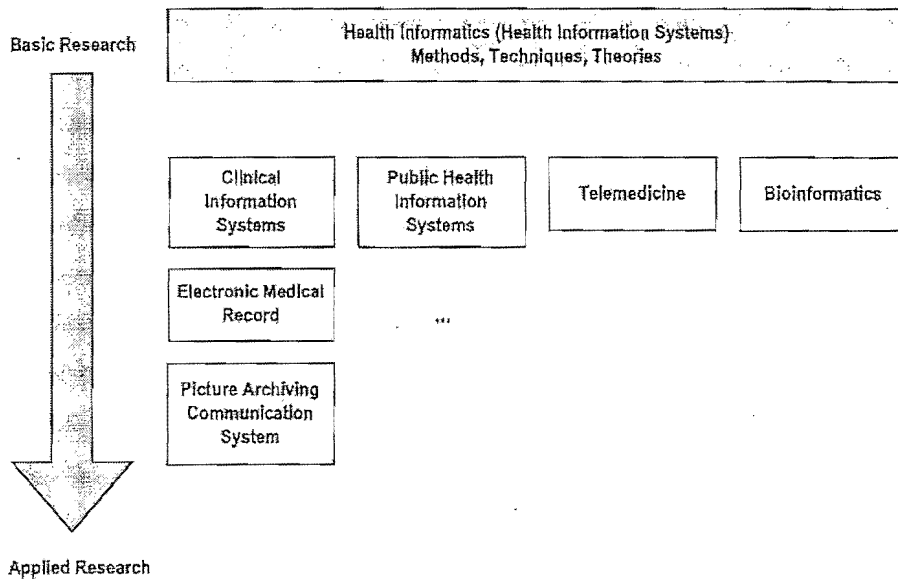 Basic Research
Health Informatics (Health Information Systems)
Methods, Techniques, Theories
Clinical
Information
Systems
Public Health
Information
Systems
Telemedicine
Bioinformatics
Electronic Medical
Record
...
Picture Archiving
Communication
System
Applied Research